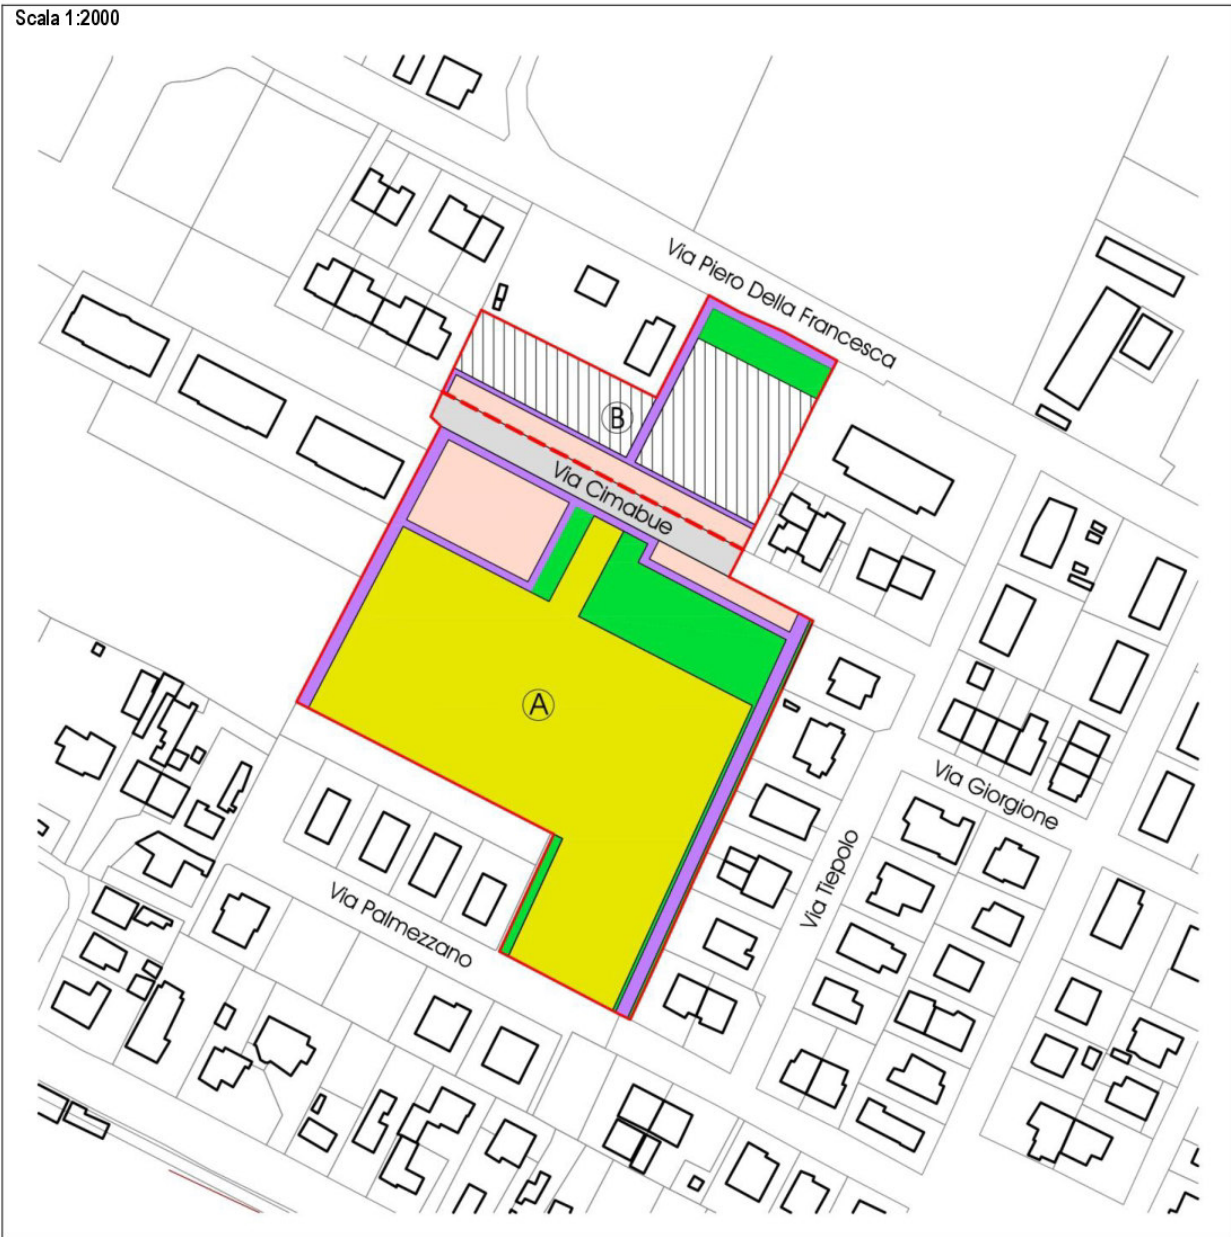 Scala 1:2000
Via Piero Della Francesca
B
Via Cimabue
A
Via Giorgione
Via Tiepolo
Via Palmezzano